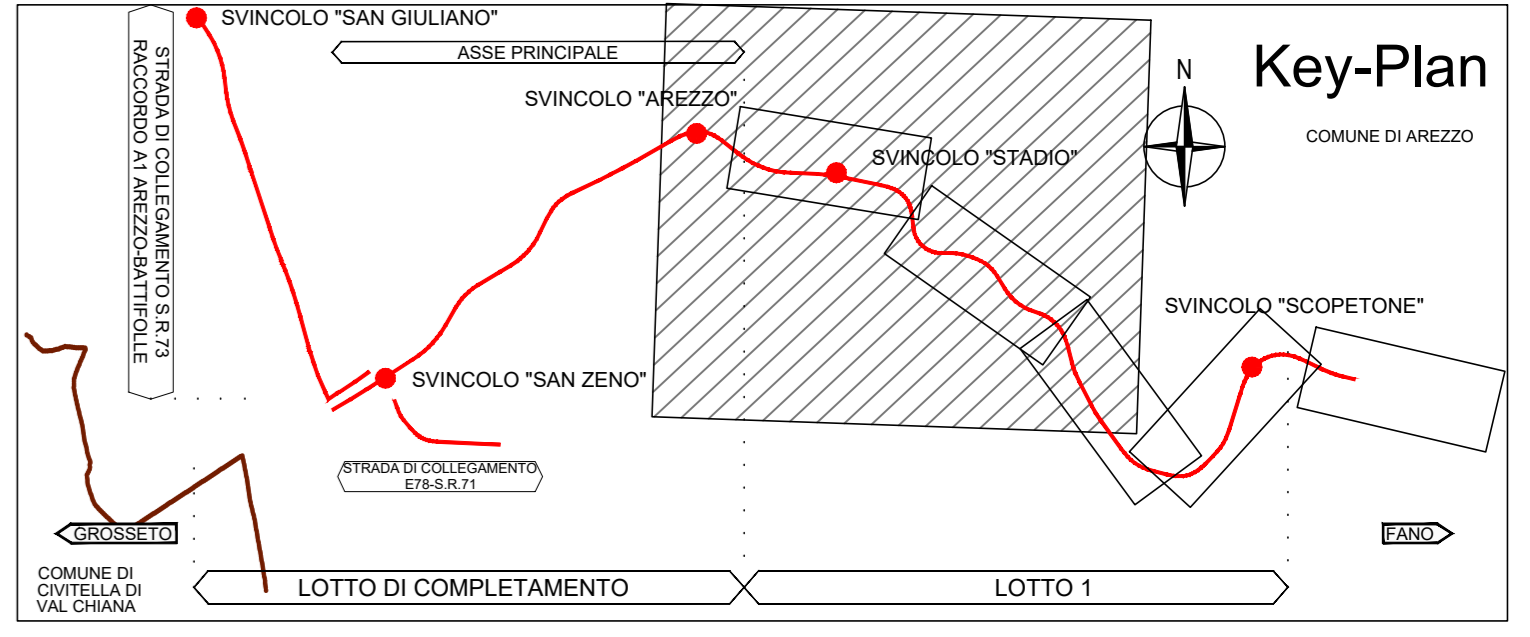 SVINCOLO "SAN GIULIANO"
STRADA DI COLLEGAMENTO S.R.73
RACCORDO A1 AREZZO-BATTIFOLLE
ASSE PRINCIPALE
Key-Plan
N
SVINCOLO "AREZZO"
COMUNE DI AREZZO
SVINCOLO "STADIO"
SVINCOLO "SCOPETONE"
SVINCOLO "SAN ZENO"
STRADA DI COLLEGAMENTO
E78-S.R.71
GROSSETO
FANO
COMUNE DI
CIVITELLA DI
VAL CHIANA
LOTTO DI COMPLETAMENTO
LOTTO 1